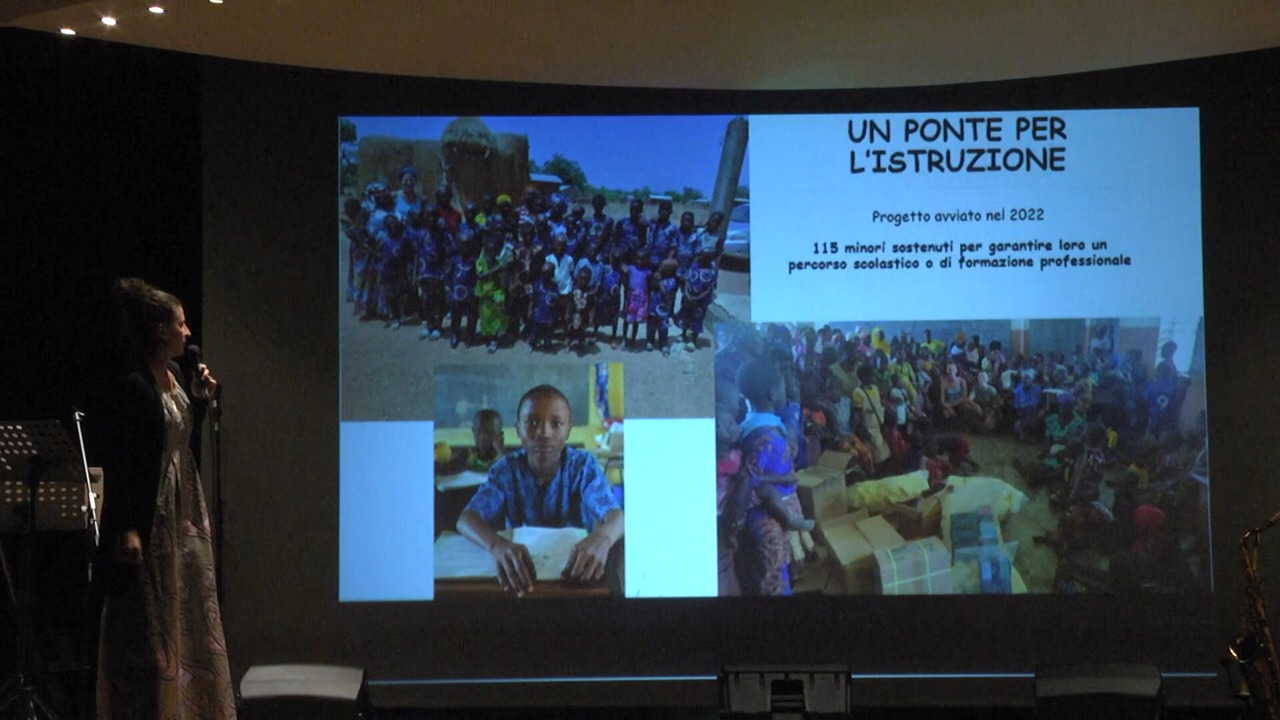 UN PONTE PER
L'ISTRUZIONE
Progetto avviato nel 2022
115 minori sostenuti per garantire loro un
percorso scolastico o di formazione professionale